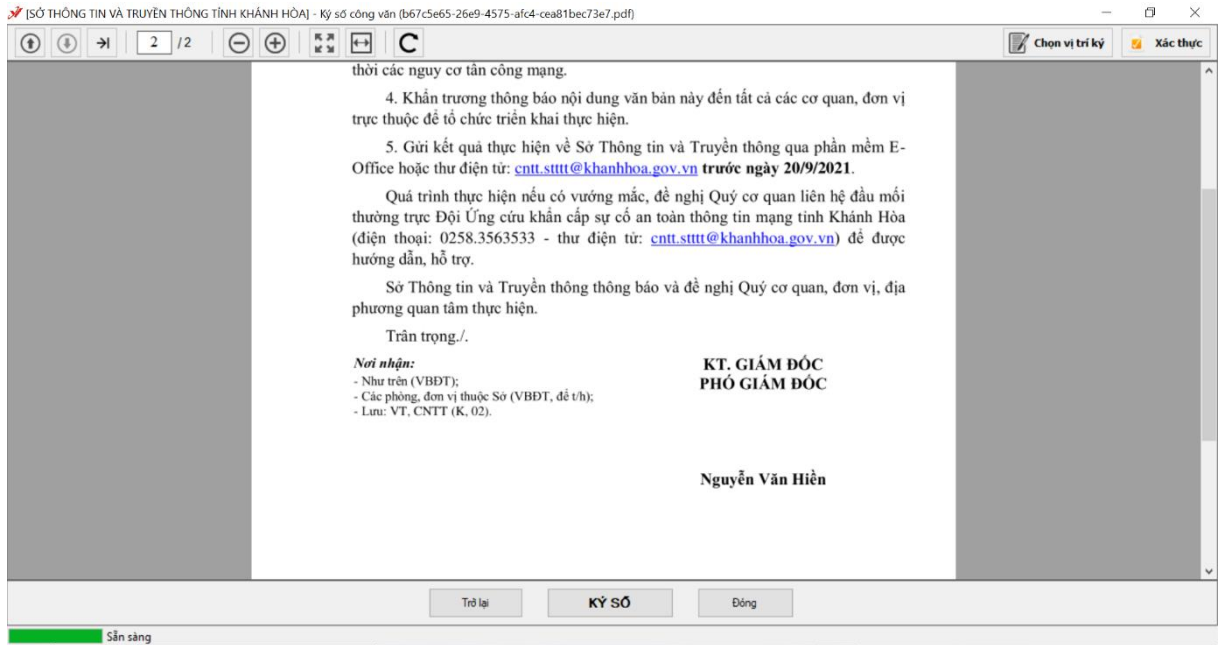 [SỞ THÔNG TIN VÀ TRUYỀN THÔNG TỈNH KHÁNH HÒA] - Ký số công văn (b67c5e65-26e9-4575-afc4-cea81bec73e7.pdf)
2 / 2
Chọn vị trí ký
Xác thực
thời các nguy cơ tấn công mạng.
4. Khẩn trương thông báo nội dung văn bản này đến tất cả các cơ quan, đơn vị
trực thuộc để tổ chức triển khai thực hiện.
5. Gửi kết quả thực hiện về Sở Thông tin và Truyền thông qua phần mềm E-
Office hoặc thư điện tử: cntt.stttt@khanhhoa.gov.vn trước ngày 20/9/2021.
Quá trình thực hiện nếu có vướng mắc, đề nghị Quý cơ quan liên hệ đầu mối
thường trực Đội Ứng cứu khẩn cấp sự cố an toàn thông tin mạng tỉnh Khánh Hòa
(điện thoại: 0258.3563533 - thư điện tử: cntt.stttt@khanhhoa.gov.vn) để được
hướng dẫn, hỗ trợ.
Sở Thông tin và Truyền thông thông báo và đề nghị Quý cơ quan, đơn vị, địa
phương quan tâm thực hiện.
Trân trọng./.
Nơi nhận:
- Như trên (VBĐT);
- Các phòng, đơn vị thuộc Sở (VBĐT, để t/h);
- Lưu: VT, CNTT (K, 02).
KT. GIÁM ĐỐC
PHÓ GIÁM ĐỐC
Nguyễn Văn Hiền
Trở lại
KÝ SỐ
Đóng
Sẵn sàng